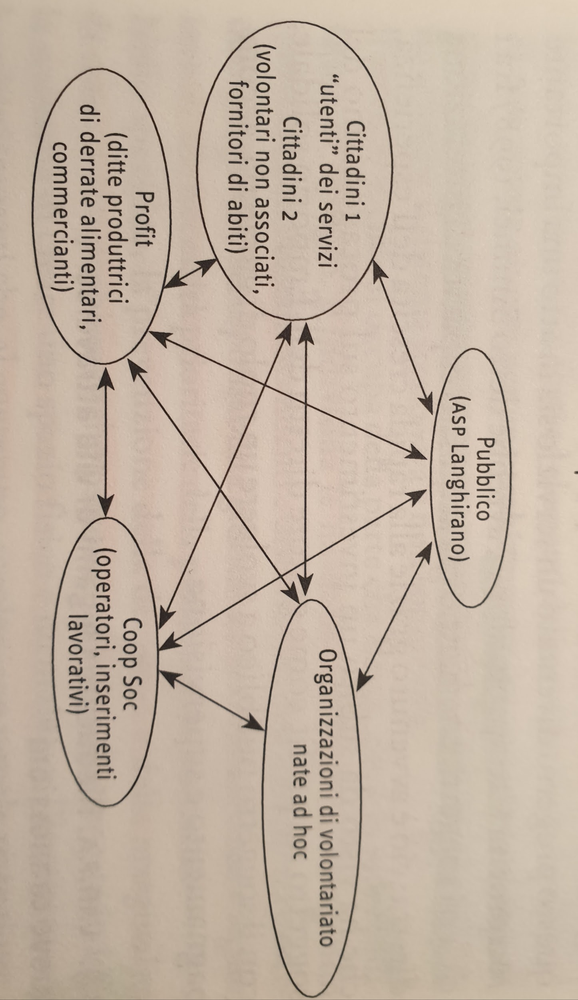 Pubblico
(ASP Langhirano)
Cittadini 1
“utenti” dei servizi
Cittadini 2
(volontari non associati,
fornitori di abiti)
Organizzazioni di volontariato
nate ad hoc
Profit
(ditte produttrici
di derrate alimentari,
commercianti)
Coop Soc
(operatori, inserimenti
lavorativi)